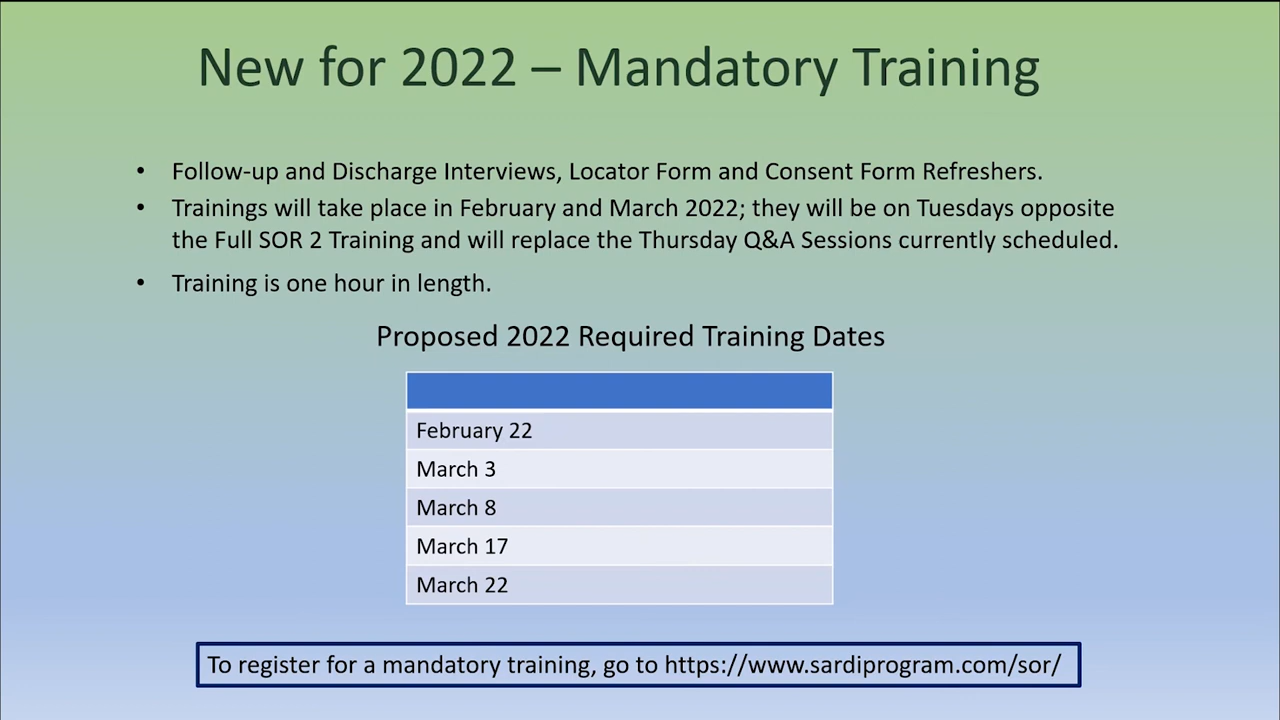 New for 2022 – Mandatory Training
• Follow-up and Discharge Interviews, Locator Form and Consent Form Refreshers.
• Trainings will take place in February and March 2022; they will be on Tuesdays opposite
the Full SOR 2 Training and will replace the Thursday Q&A Sessions currently scheduled.
• Training is one hour in length.
Proposed 2022 Required Training Dates
February 22
March 3
March 8
March 17
March 22
To register for a mandatory training, go to https://www.sardiprogram.com/sor/